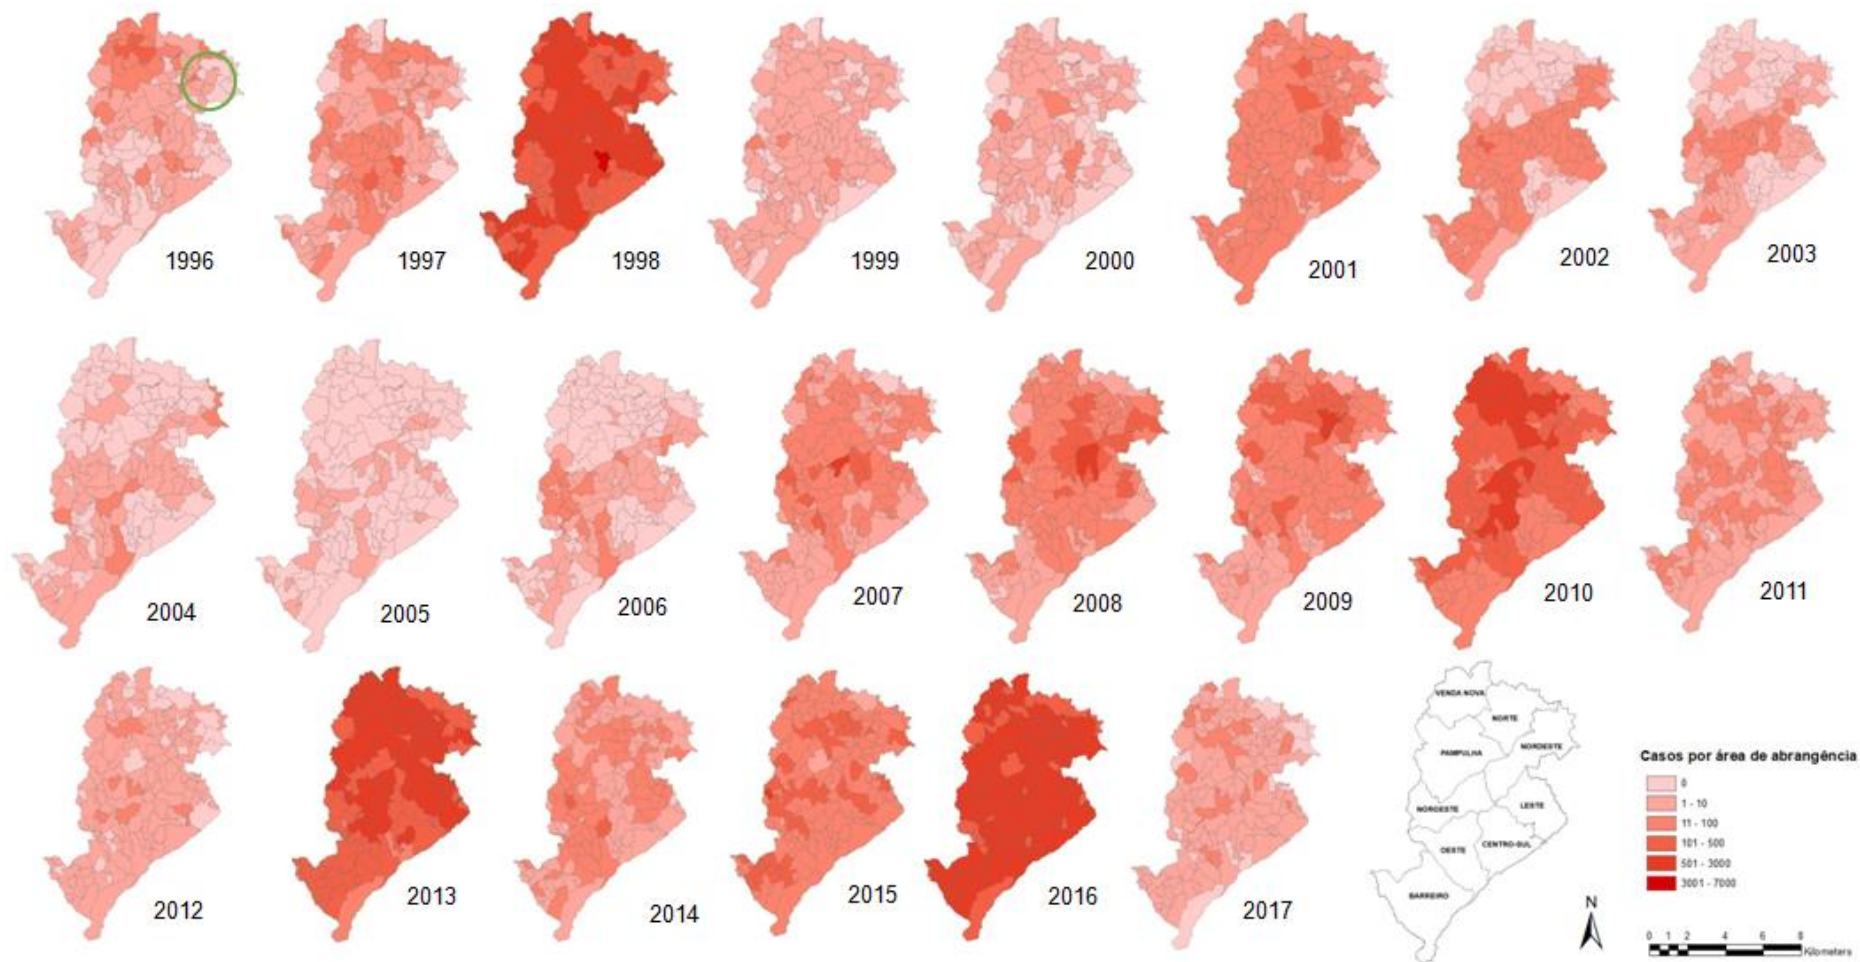 1996
1997
1998
1999
2000
2001
2002
2003
2004
2005
2006
2007
2008
2009
2010
2011
2012
2013
2014
2015
2016
2017
VENDA NOVA
NORTE
PAMPULHA
NORDESTE
NOROESTE
LESTE
OESTE
CENTRO-SUL
BARREIRO
N
0 1 2 4 6 8
Kilometers
Casos por área de abrangência
0
1 - 10
11 - 100
101 - 500
501 - 3000
3001 - 7000